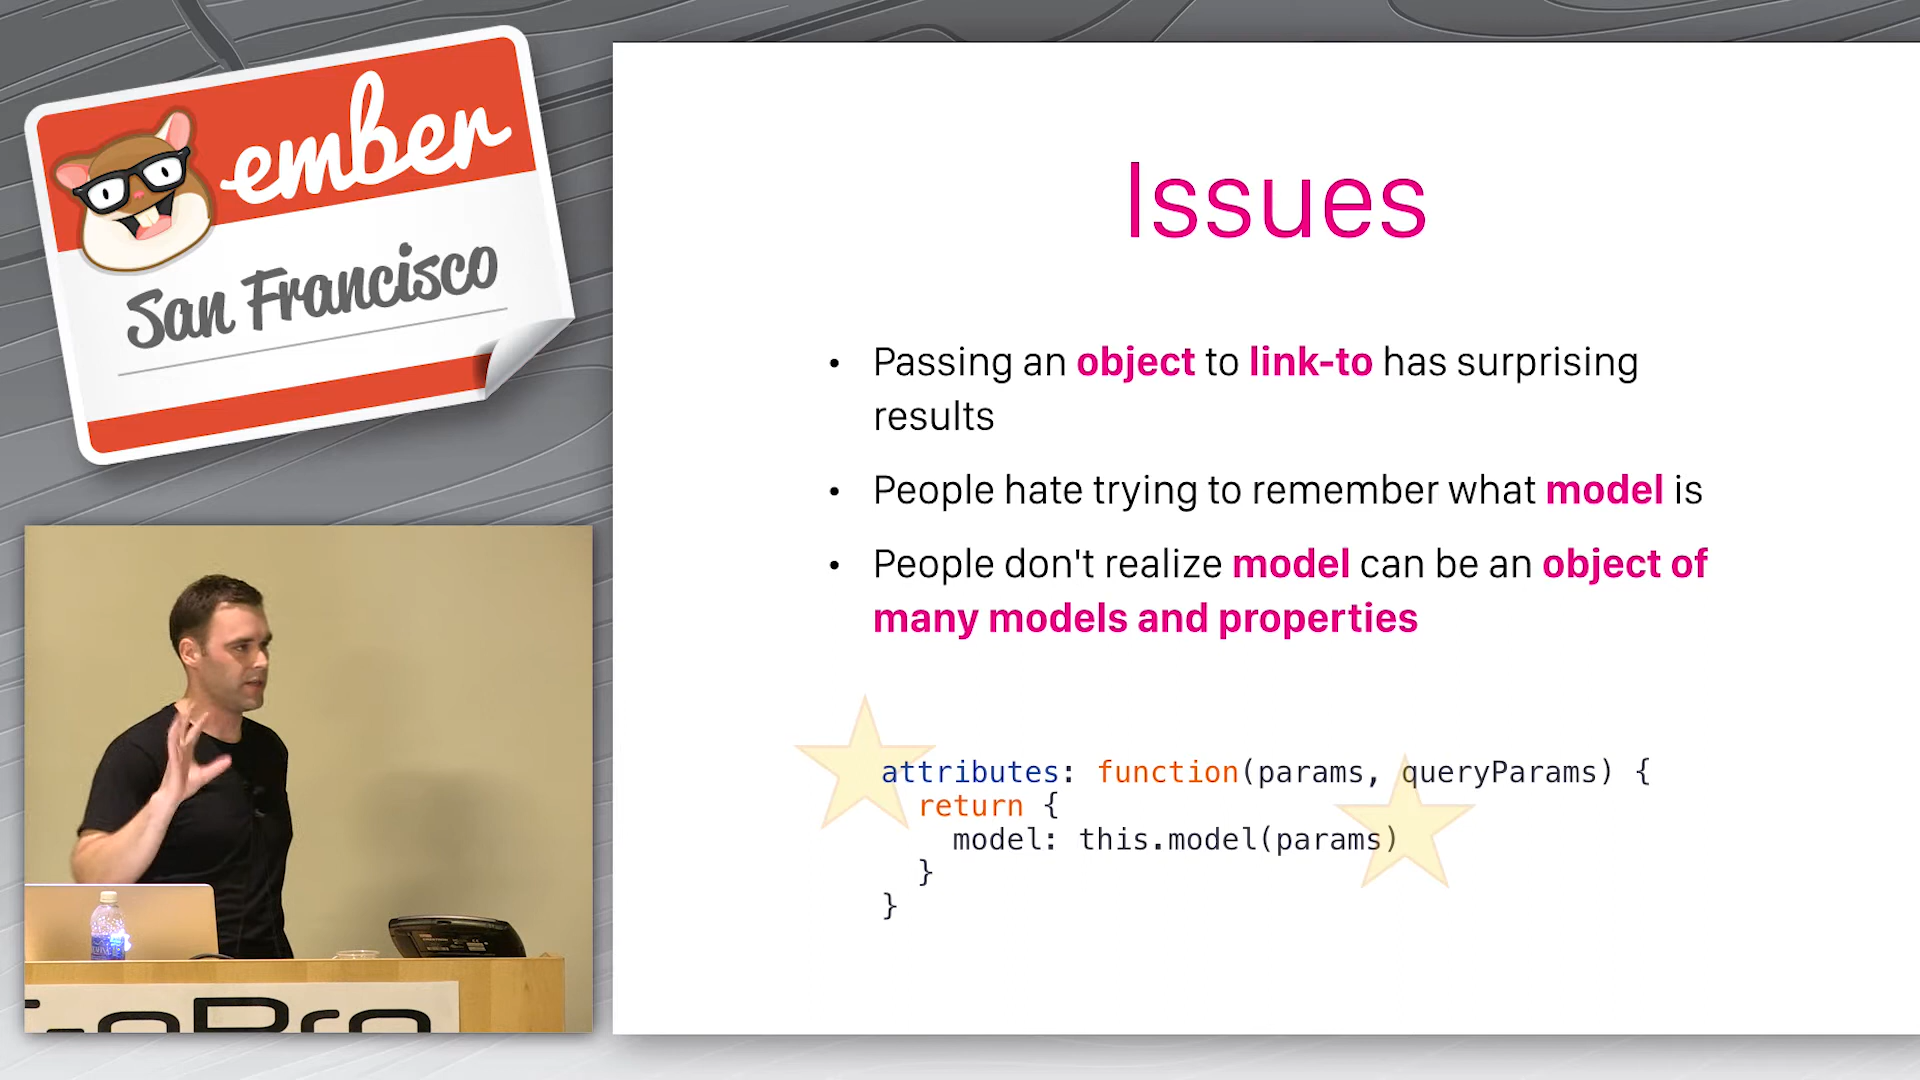 ember
San Francisco
Issues
• Passing an object to link-to has surprising
results
• People hate trying to remember what model is
• People don't realize model can be an object of
many models and properties
attributes: function(params, queryParams) {
return {
model: this.model(params)
}
}
GoPro